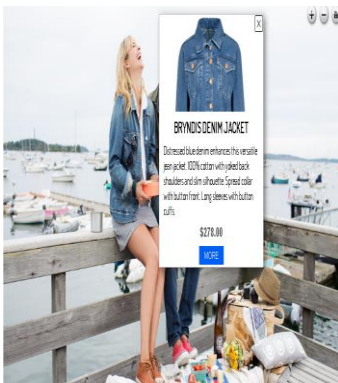 X
BRYNDIS DENIM JACKET
Distressed blue denim enhances this versatile
jean jacket. 100% cotton with yoked back
shoulders and slim silhouette. Spread collar
with button front. Long sleeves with button
cuffs.
$278.00
MORE